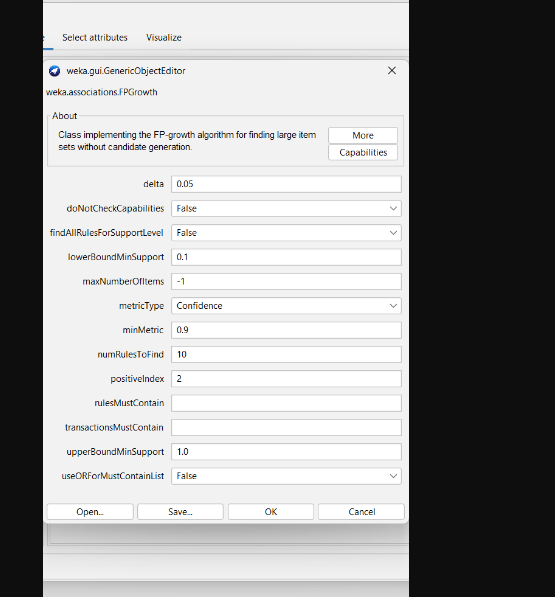 Select attributes Visualize
weka.gui.GenericObjectEditor
weka.associations.FPGrowth
About
Class implementing the FP-growth algorithm for finding large item
sets without candidate generation.
More
Capabilities
delta 0.05
doNotCheckCapabilities False
findAllRulesForSupportLevel False
lowerBoundMinSupport 0.1
maxNumberOfItems -1
metricType Confidence
minMetric 0.9
numRulesToFind 10
positiveIndex 2
rulesMustContain
transactionsMustContain
upperBoundMinSupport 1.0
useORForMustContainList False
Open... Save... OK Cancel